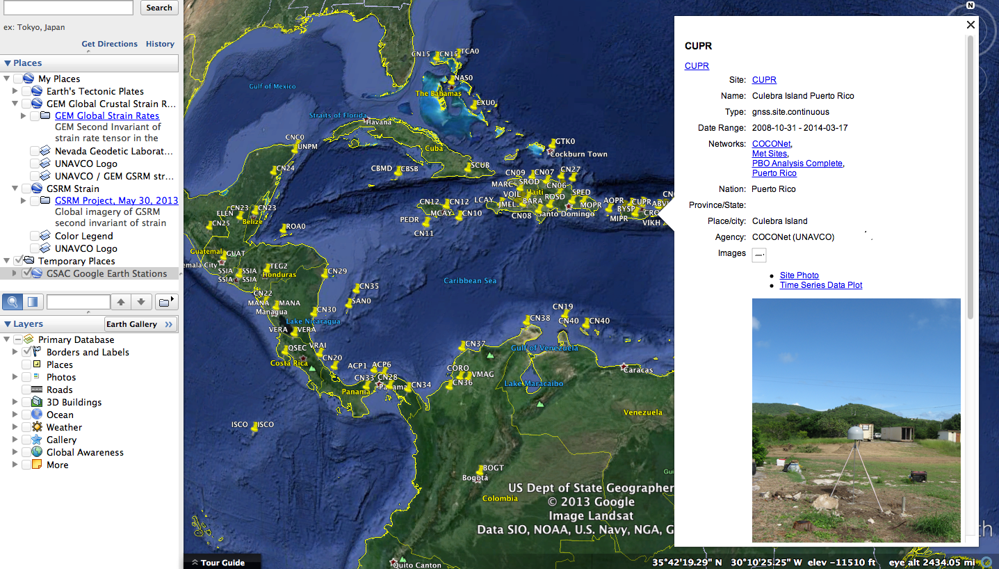 Search
ex: Tokyo, Japan
Get Directions History
Places
My Places
Earth's Tectonic Plates
GEM Global Crustal Strain R...
GEM Global Strain Rates
GEM Second Invariant of
strain rate tensor in the
Nevada Geodetic Laborat...
UNAVCO Logo
UNAVCO / GEM GSRM str...
GSRM Strain
GSRM Project, May 30, 2013
Global imagery of GSRM
second invariant of strain
Color Legend
UNAVCO Logo
Temporary Places
GSAC Google Earth Stations
Layers
Earth Gallery >>
Primary Database
Borders and Labels
Places
Photos
Roads
3D Buildings
Ocean
Weather
Gallery
Global Awareness
More
N
CN15 CN15 TCA0
NAS0
Gulf of Mexico
The Bahamas
EXU0
Straits of Florida
Havana
CNC0
UNPM
GTK0
Cuba
Cockburn Town
CN24
CBMD CBSB
SCUB
CN09 CN07 CN27
SROD
MARC CN06
Haiti
VOIL RDSD SPED
CN12 CN12 LCAY MEL BARA MOPR AOPR CUPR ABVI
ELEN CN23 CN23
MCAY CN10 CN08 Santo Domingo BYSP CRO
CN25 Belize
PEDR MIPR VIKH
ROA0
CN11
Guatemal
GUAT
emala City
TEG2
SSIA SSIA
Honduras
CN29
SSIA SSIA
Caribbean Sea
CN35
CN22
MANA MANA
SAN0
CN19
Managua
CN30
CN38
Lake Nicaragua
CN40 CN40
VERA VERA
CN37
QSEC VRAI
Gulf of Venezuela
CN20
Costa Rica
ACP1 ACP6
CORO
Caracas
CN33 CN28
VMAG
Panama
CN34
CN36
Lake Maracaibo
Panama
Venezuela
ISCO ISCO
BOGT
Bogotá
Gui
US Dept of State Geographer
Colombia
© 2013 Google
Image Landsat
Data SIO, NOAA, U.S. Navy, NGA, G
Quito Canton
Tour Guide
35°42'19.29" N 30°10'25.25" W elev -11510 ft eye alt 2434.05 mi
CUPR
CUPR
Site: CUPR
Name: Culebra Island Puerto Rico
Type: gnss.site.continuous
Date Range: 2008-10-31 - 2014-03-17
Networks: COCONet,
Met Sites,
PBO Analysis Complete,
Puerto Rico
Nation: Puerto Rico
Province/State:
Place/city: Culebra Island
Agency: COCONet (UNAVCO)
Images
Site Photo
Time Series Data Plot